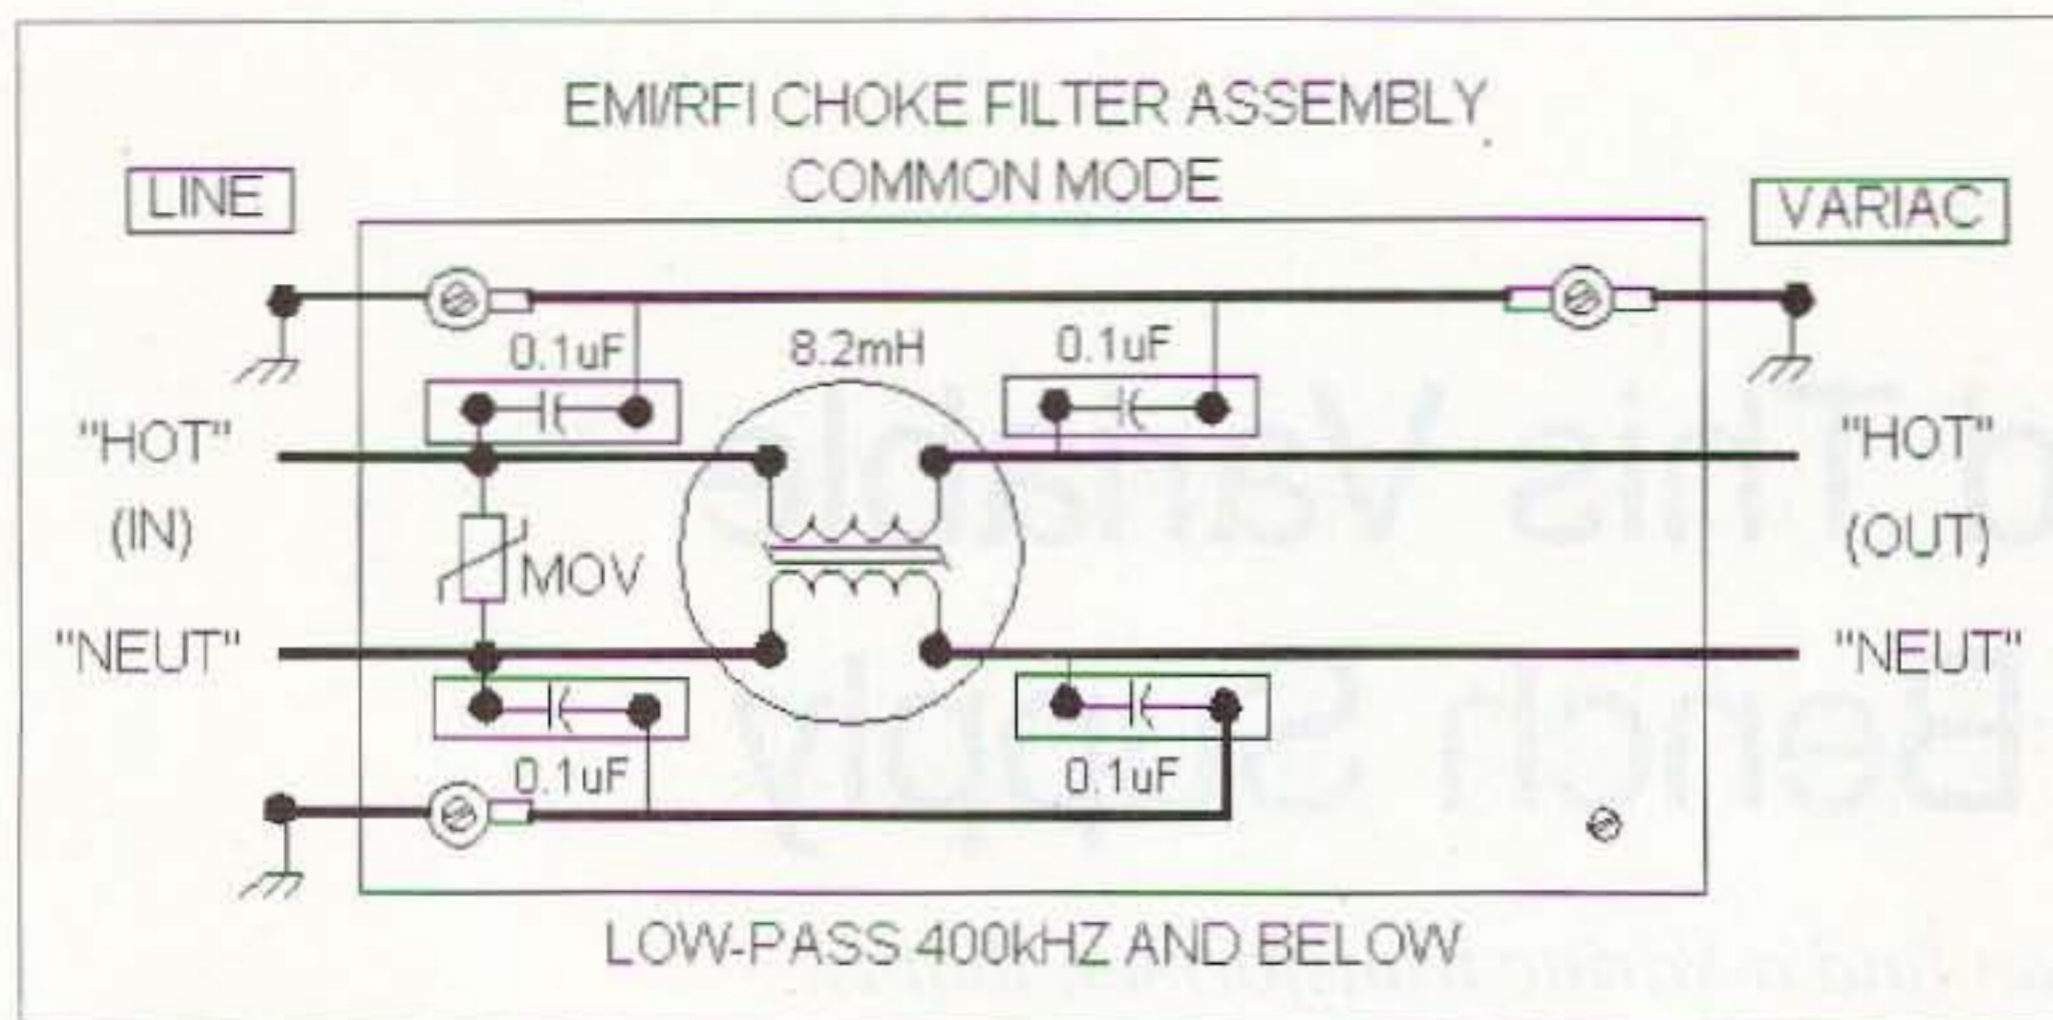 EMI/RFI CHOKE FILTER ASSEMBLY
COMMON MODE
LINE
VARIAC
0.1uF
8.2mH
0.1uF
"HOT"
"HOT"
(IN)
(OUT)
MOV
"NEUT"
"NEUT"
0.1uF
0.1uF
LOW-PASS 400kHZ AND BELOW